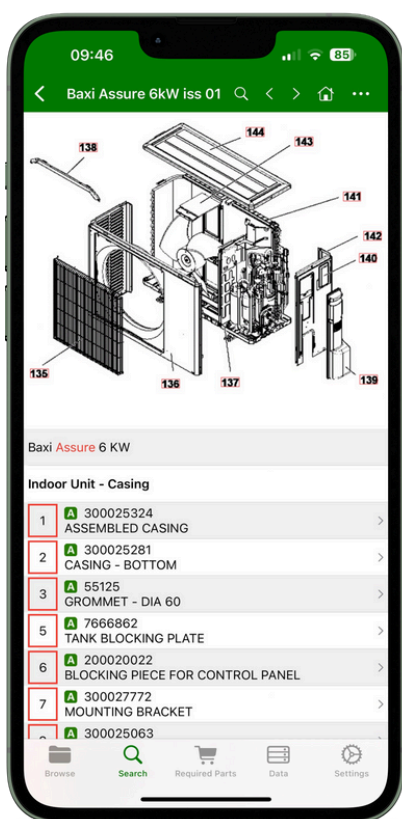 09:46
85
Baxi Assure 6kW iss 01
144
143
138
141
142
140
135
136
137
139
Baxi Assure 6 KW
Indoor Unit - Casing
1
A 300025324
ASSEMBLED CASING
2
A 300025281
CASING - BOTTOM
3
A 55125
GROMMET - DIA 60
5
A 7666862
TANK BLOCKING PLATE
6
A 200020022
BLOCKING PIECE FOR CONTROL PANEL
7
A 300027772
MOUNTING BRACKET
A 300025063
Browse
Search
Required Parts
Data
Settings